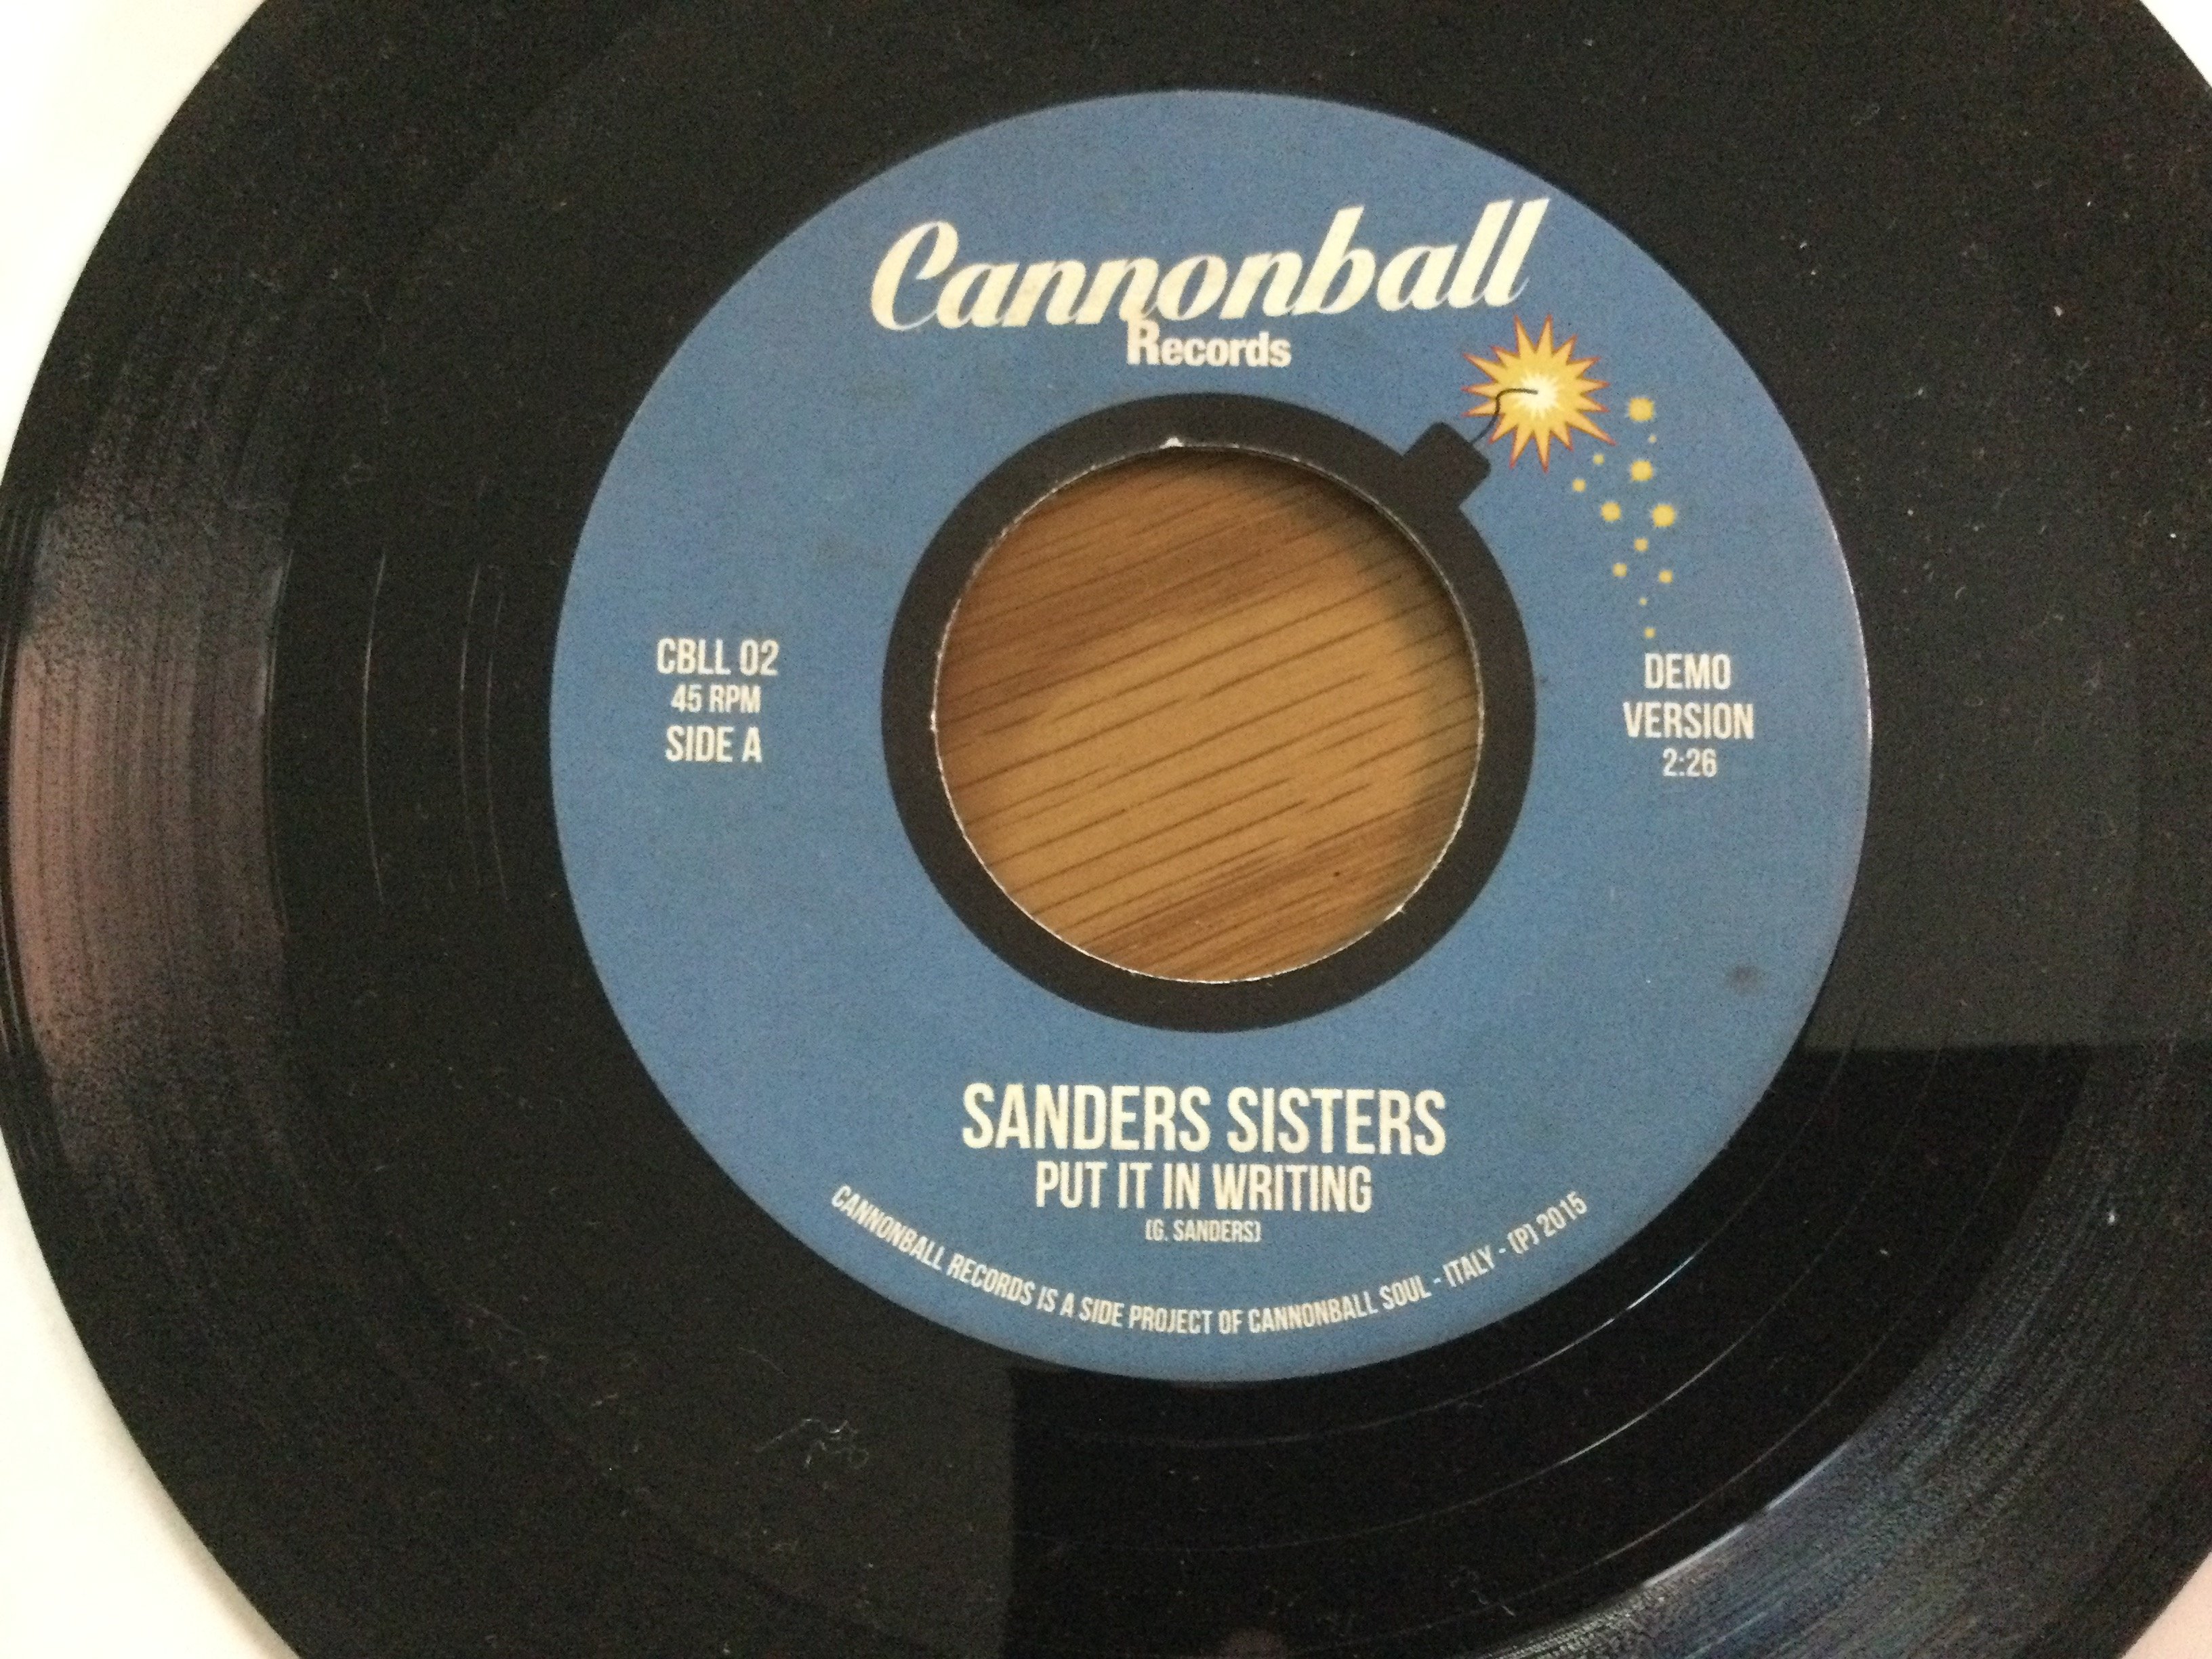 Cannonball
Records
CBLL 02
45 RPM
SIDE A
DEMO
VERSION
2:26
SANDERS SISTERS
PUT IT IN WRITING
(G. SANDERS)
CANNONBALL RECORDS IS A SIDE PROJECT OF CANNONBALL SOUL - ITALY - (P) 2015